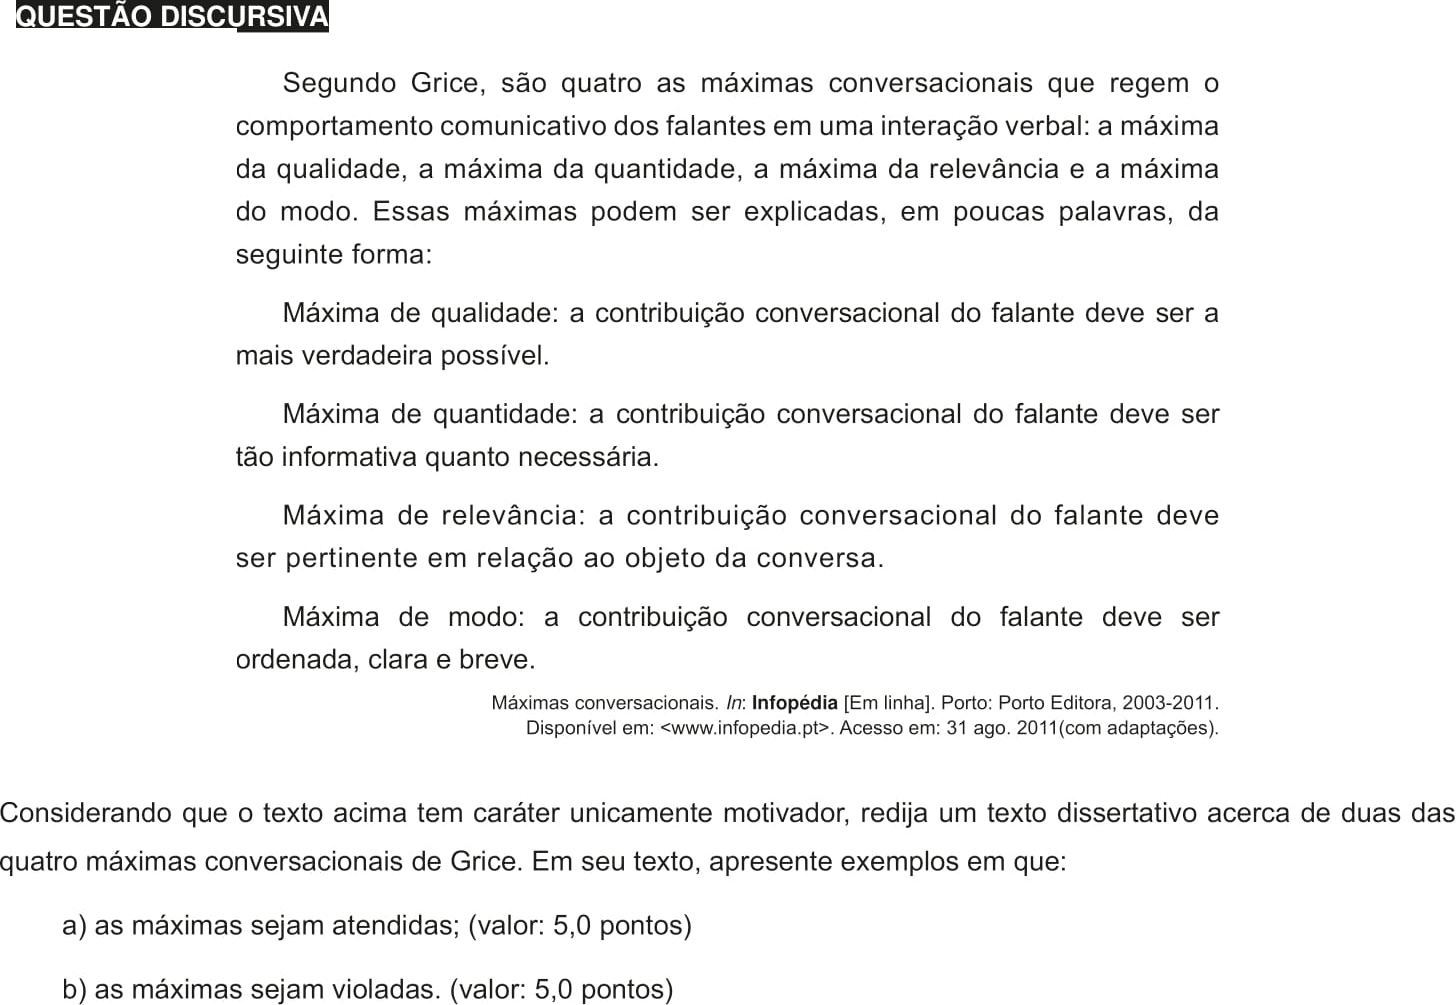 QUESTÃO DISCURSIVA
Segundo Grice, são quatro as máximas conversacionais que regem o
comportamento comunicativo dos falantes em uma interação verbal: a máxima
da qualidade, a máxima da quantidade, a máxima da relevância e a máxima
do modo. Essas máximas podem ser explicadas, em poucas palavras, da
seguinte forma:
Máxima de qualidade: a contribuição conversacional do falante deve ser a
mais verdadeira possível.
Máxima de quantidade: a contribuição conversacional do falante deve ser
tão informativa quanto necessária.
Máxima de relevância: a contribuição conversacional do falante deve
ser pertinente em relação ao objeto da conversa.
Máxima de modo: a contribuição conversacional do falante deve ser
ordenada, clara e breve.
Máximas conversacionais. In: Infopédia [Em linha]. Porto: Porto Editora, 2003-2011.
Disponível em: <www.infopedia.pt>. Acesso em: 31 ago. 2011(com adaptações).
Considerando que o texto acima tem caráter unicamente motivador, redija um texto dissertativo acerca de duas das
quatro máximas conversacionais de Grice. Em seu texto, apresente exemplos em que:
a) as máximas sejam atendidas; (valor: 5,0 pontos)
b) as máximas sejam violadas. (valor: 5,0 pontos)